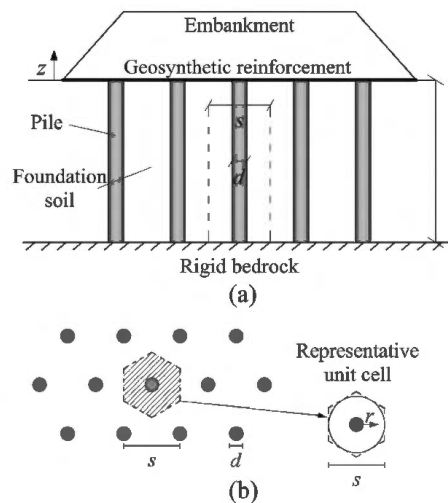 Embankment
z
Geosynthetic reinforcement
s
Pile
Foundation
soil
d
Rigid bedrock
(a)
Representative
unit cell
r
s
d
s
(b)